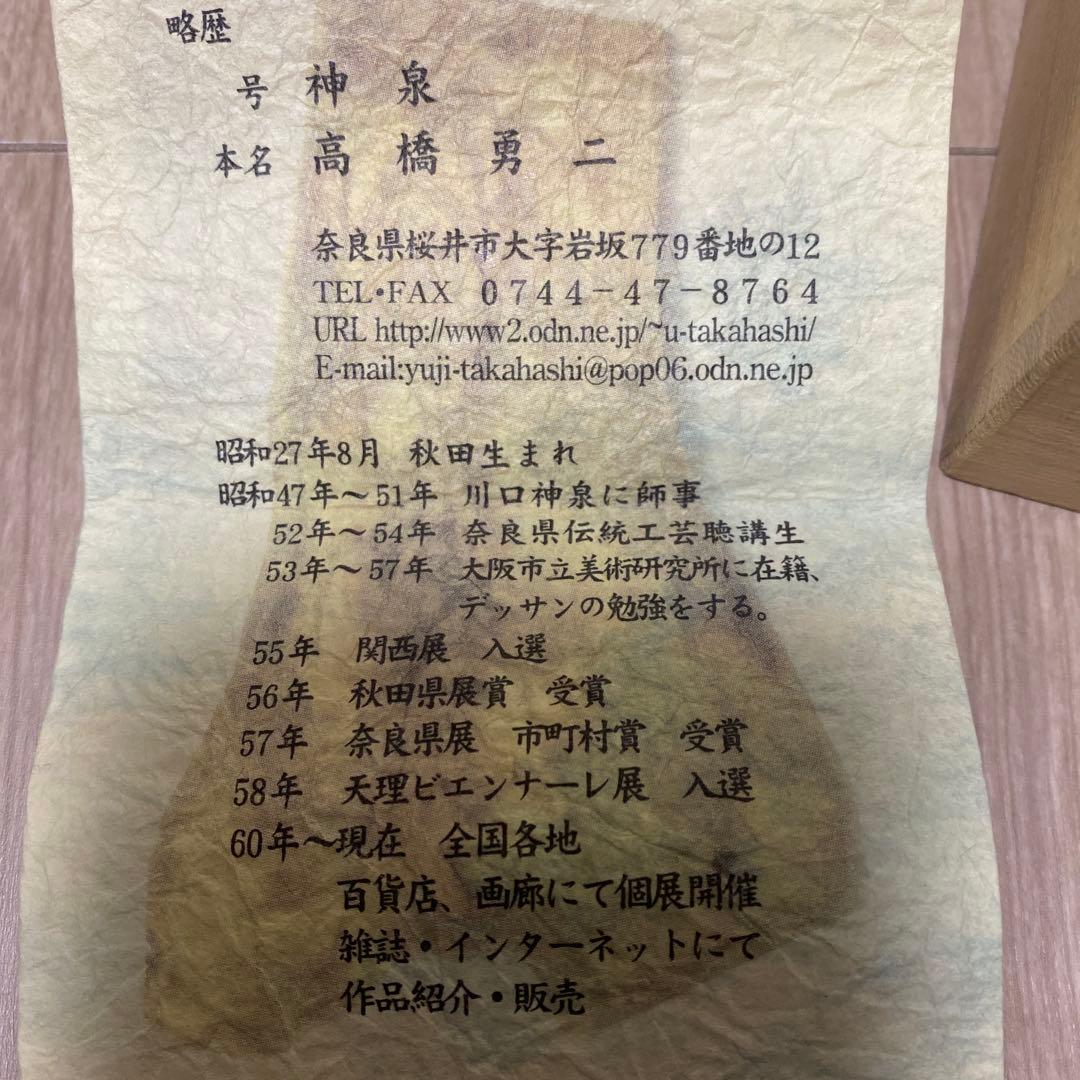 略歴
号 神泉
本名 高橋勇二
奈良県桜井市大字岩坂779番地の12
TEL・FAX 0744-47-8764
URL http://www2.odn.ne.jp/~u-takahashi/
E-mail:yuji-takahashi@pop06.odn.ne.jp
昭和27年8月 秋田生まれ
昭和47年～51年 川口神泉に師事
52年～54年 奈良県伝統工芸聴講生
53年～57年 大阪市立美術研究所に在籍、
デッサンの勉強をする。
55年 関西展 入選
56年 秋田県展賞 受賞
57年 奈良県展 市町村賞 受賞
58年 天理ビエンナーレ展 入選
60年～現在 全国各地
百貨店、画廊にて個展開催
雑誌・インターネットにて
作品紹介・販売